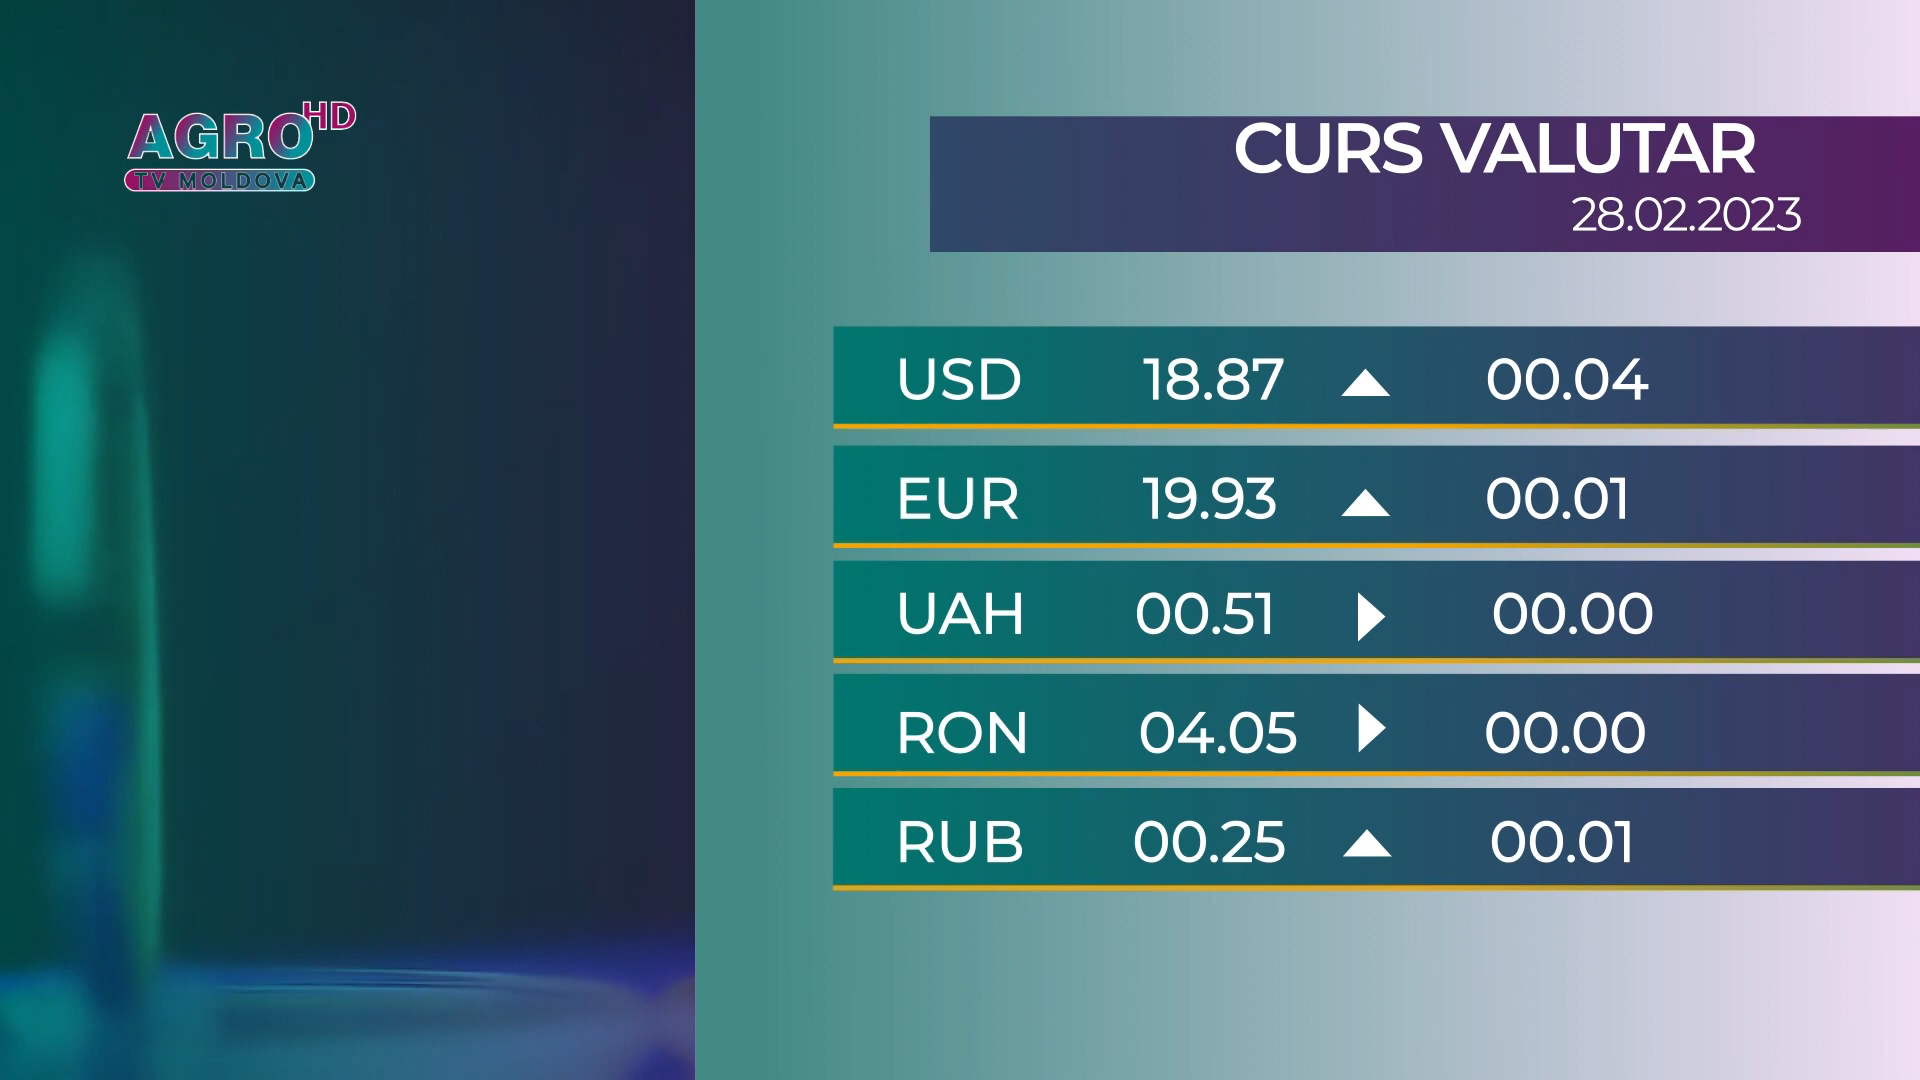 AGRO HD
TV MOLDOVA
CURS VALUTAR
28.02.2023
USD 18.87 00.04
EUR 19.93 00.01
UAH 00.51 00.00
RON 04.05 00.00
RUB 00.25 00.01